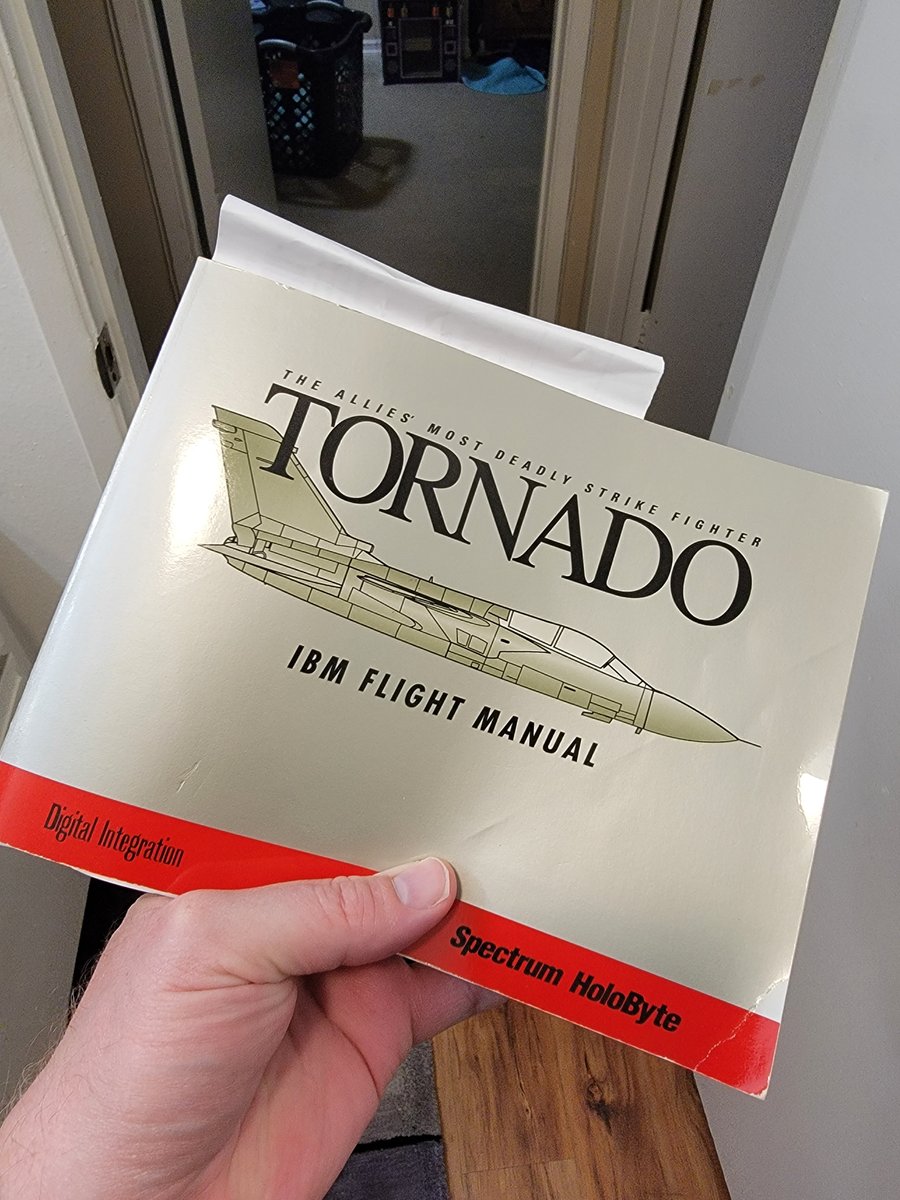 THE ALLIES' MOST DEADLY STRIKE FIGHTER
TORNADO
IBM FLIGHT MANUAL
Digital Integration
Spectrum HoloByte